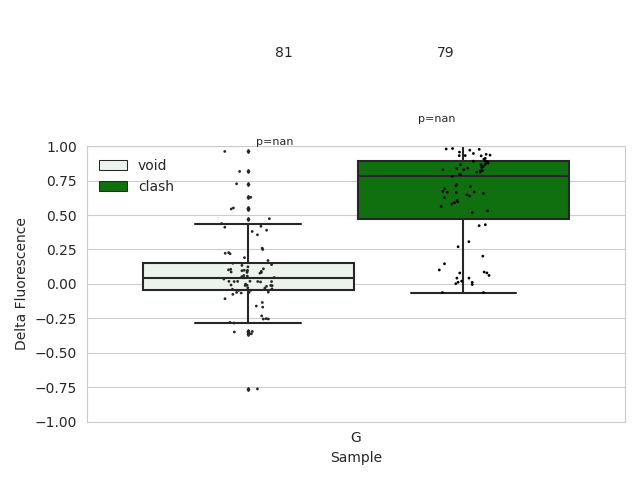 81 79
p=nan
p=nan
1.00
void
0.75
clash
0.50
0.25
0.00
−0.25
−0.50
−0.75
−1.00
Delta Fluorescence
G
Sample